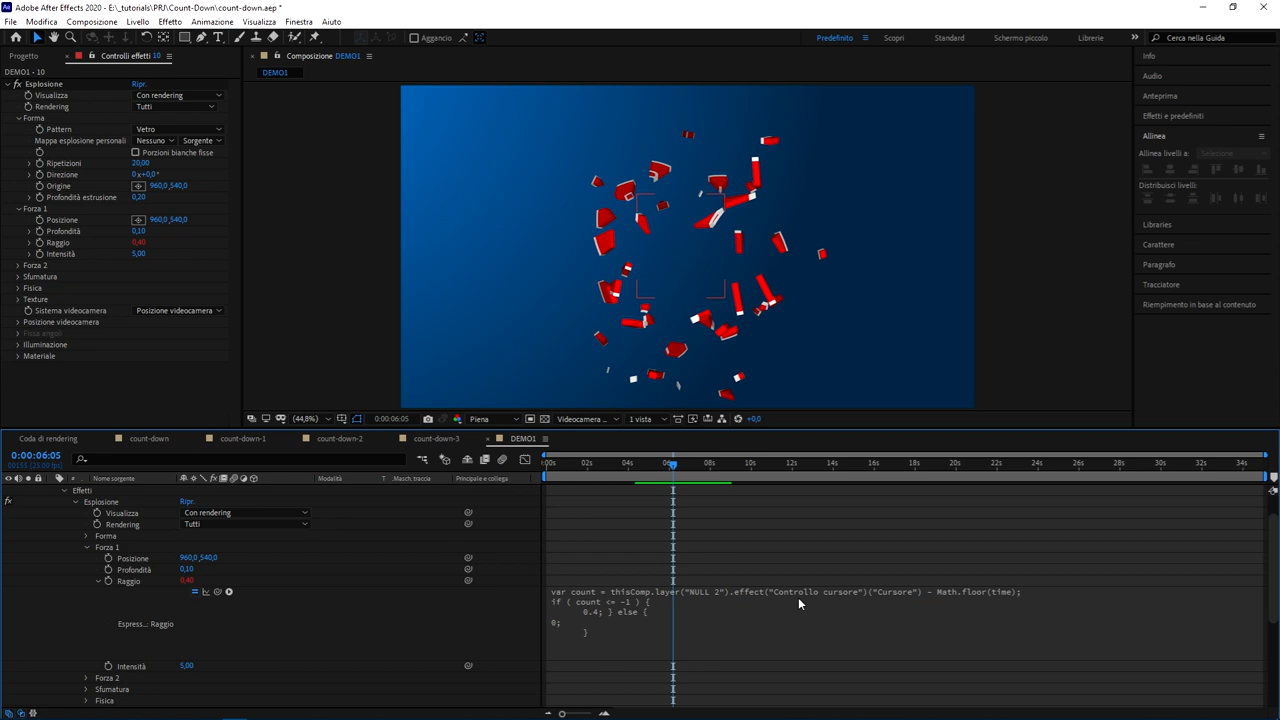 Adobe After Effects 2020 - E:\_tutorials\PRJ\Count-Down\count-down.aep *
File Modifica Composizione Livello Effetto Animazione Visualizza Finestra Aiuto
Aggancio
Predefinito
Scopri
Standard
Schermo piccolo
Librerie
Cerca nella Guida
Progetto
Controlli effetti 10
DEMO1 • 10
Esplosione Ripr.
Visualizza Con rendering
Rendering Tutti
Forma
Pattern Vetro
Mappa esplosione personali Nessuno Sorgente
Porzioni bianche fisse
Ripetizioni 20,00
Direzione 0x+0,0°
Origine 960,0,540,0
Profondità estrusione 0,20
Forza 1
Posizione 960,0,540,0
Profondità 0,10
Raggio 0,40
Intensità 5,00
Forza 2
Sfumatura
Fisica
Texture
Sistema videocamera Posizione videocamera
Posizione videocamera
Fissa angoli
Illuminazione
Materiale
Composizione DEMO1
DEMO1
(44,8%)
0:00:06:05
Piena
Videocamera ...
1 vista
+0,0
Info
Audio
Anteprima
Effetti e predefiniti
Allinea
Allinea livelli a: Selezione
Distribuisci livelli:
Libraries
Carattere
Paragrafo
Tracciatore
Riempimento in base al contenuto
Coda di rendering
count-down
count-down-1
count-down-2
count-down-3
DEMO1
0:00:06:05
00155 (25.00 fps)
# Nome sorgente
Modalità
T .Masch. traccia
Principale e collega
:00s 02s 04s 06s 08s 10s 12s 14s 16s 18s 20s 22s 24s 26s 28s 30s 32s 34s
Effetti
Esplosione Ripr.
Visualizza Con rendering
Rendering Tutti
Forma
Forza 1
Posizione 960,0,540,0
Profondità 0,10
Raggio 0,40
Espress...: Raggio
var count = thisComp.layer("NULL 2").effect("Controllo cursore")("Cursore") - Math.floor(time);
if ( count <= -1 ) {
0.4; } else {
0;
}
Intensità 5,00
Forza 2
Sfumatura
Fisica